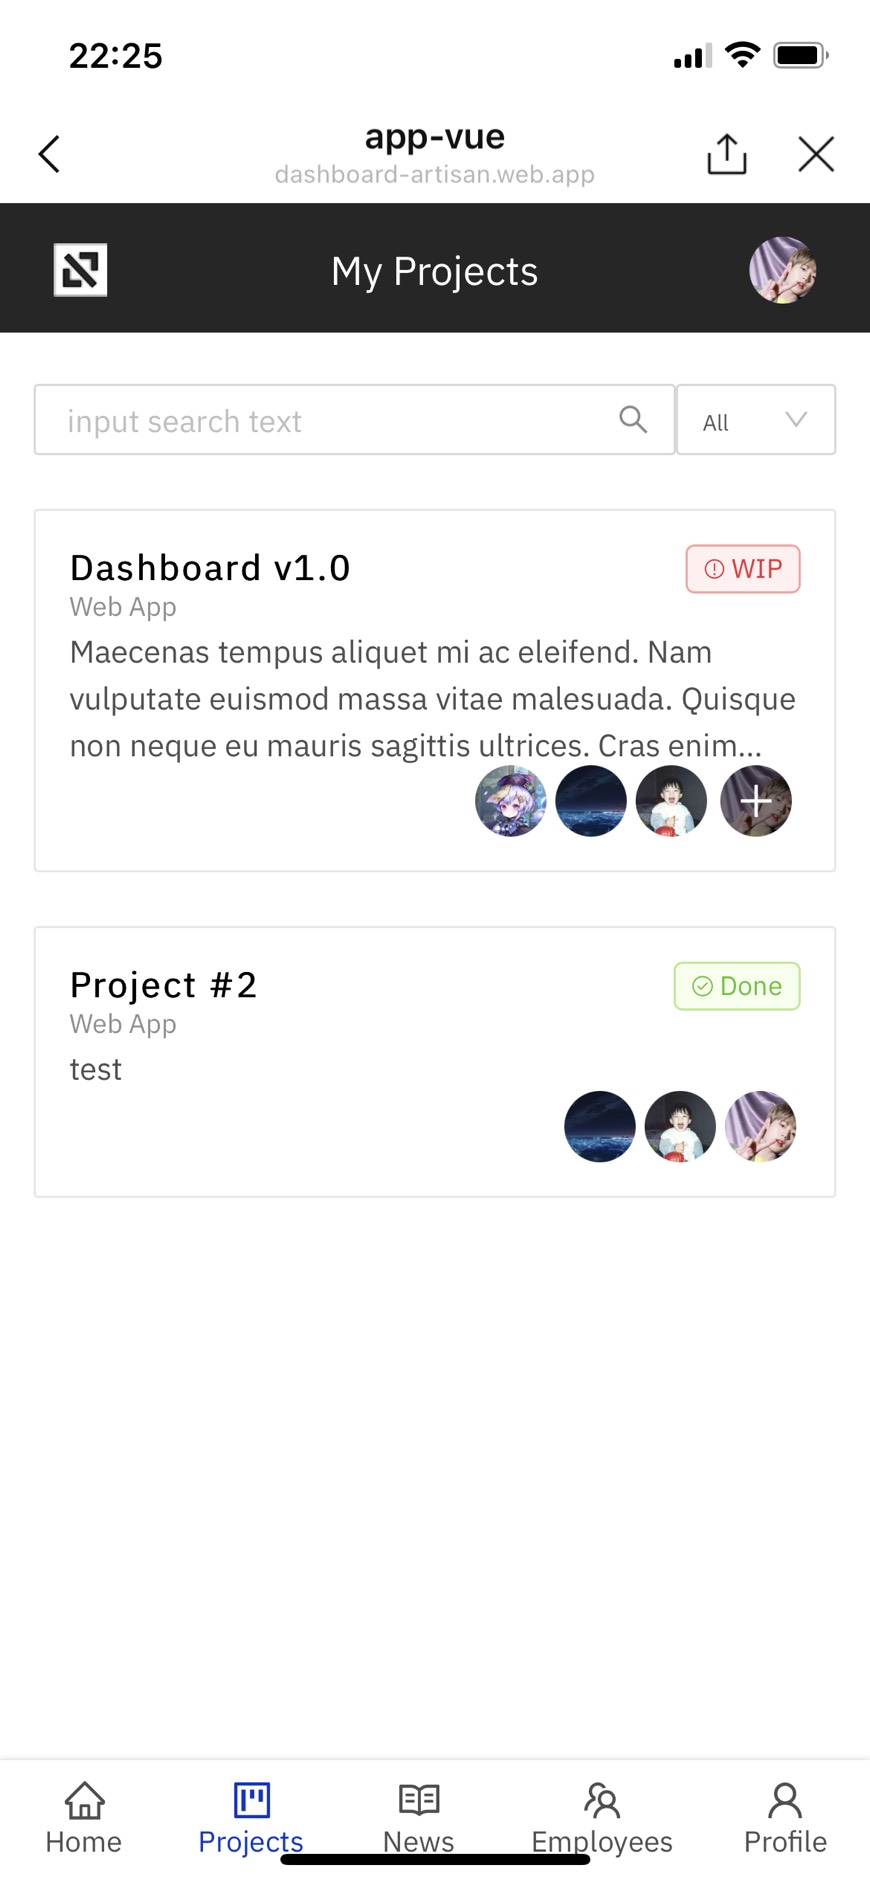 22:25
app-vue
dashboard-artisan.web.app
My Projects
input search text
All
Dashboard v1.0
WIP
Web App
Maecenas tempus aliquet mi ac eleifend. Nam
vulputate euismod massa vitae malesuada. Quisque
non neque eu mauris sagittis ultrices. Cras enim...
Project #2
Done
Web App
test
Home
Projects
News
Employees
Profile